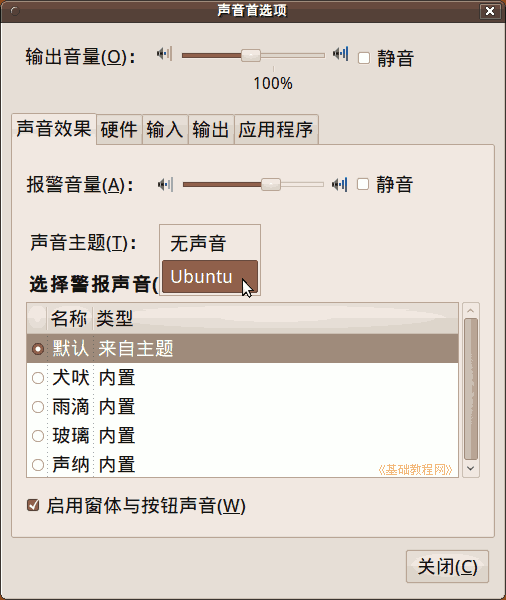 声音首选项
输出音量(O)： 静音
100%
声音效果 硬件 输入 输出 应用程序
报警音量(A)： 静音
声音主题(T)： 无声音
Ubuntu
选择警报声音(
名称 类型
默认 来自主题
犬吠 内置
雨滴 内置
玻璃 内置
声纳 内置
《基础教程网》
启用窗体与按钮声音(W)
关闭(C)